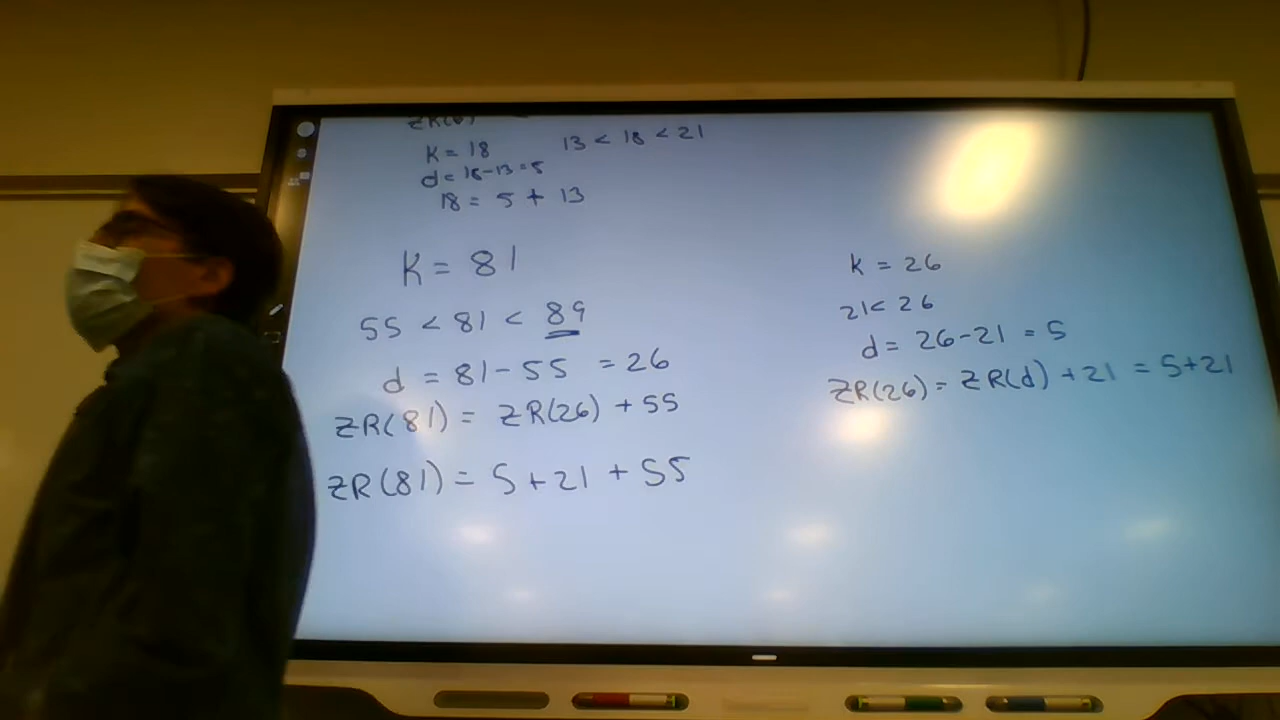 ZR(6)
K = 18 13 < 18 < 21
d = 18-13 = 5
18 = 5 + 13
K = 81
55 < 81 < 89
d = 81-55 = 26
ZR(81) = ZR(26) + 55
ZR(81) = 5+21 + 55
K = 26
21 < 26
d = 26-21 = 5
ZR(26) = ZR(d) + 21 = 5+21